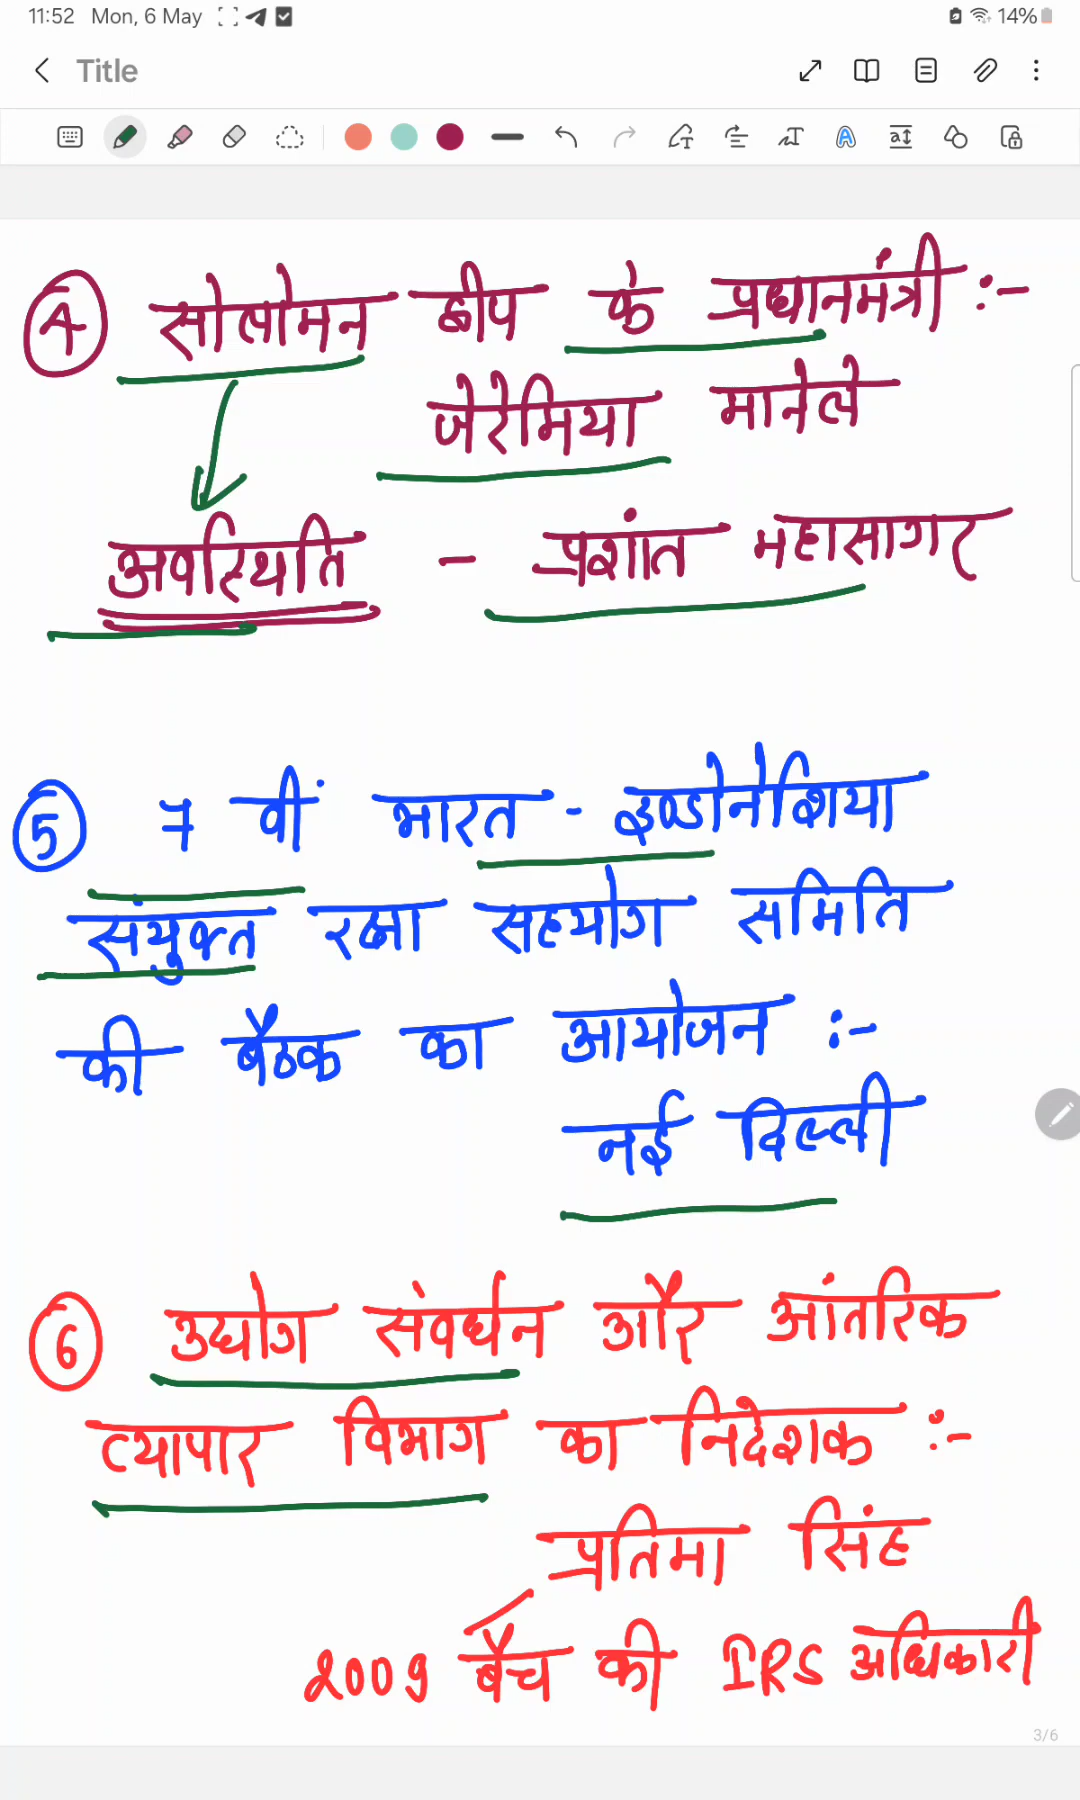 11:52 Mon, 6 May 14%
Title
④ सोलोमन द्वीप के प्रधानमंत्री :-
जेरेमिया मानेले
अवस्थिति - प्रशांत महासागर
⑤ 7 वीं भारत - इण्डोनेशिया
संयुक्त रक्षा सहयोग समिति
की बैठक का आयोजन :-
नई दिल्ली
⑥ उद्योग संवर्धन और आंतरिक
व्यापार विभाग का निदेशक :-
प्रतिमा सिंह
2009 बैच की IRS अधिकारी
3/6